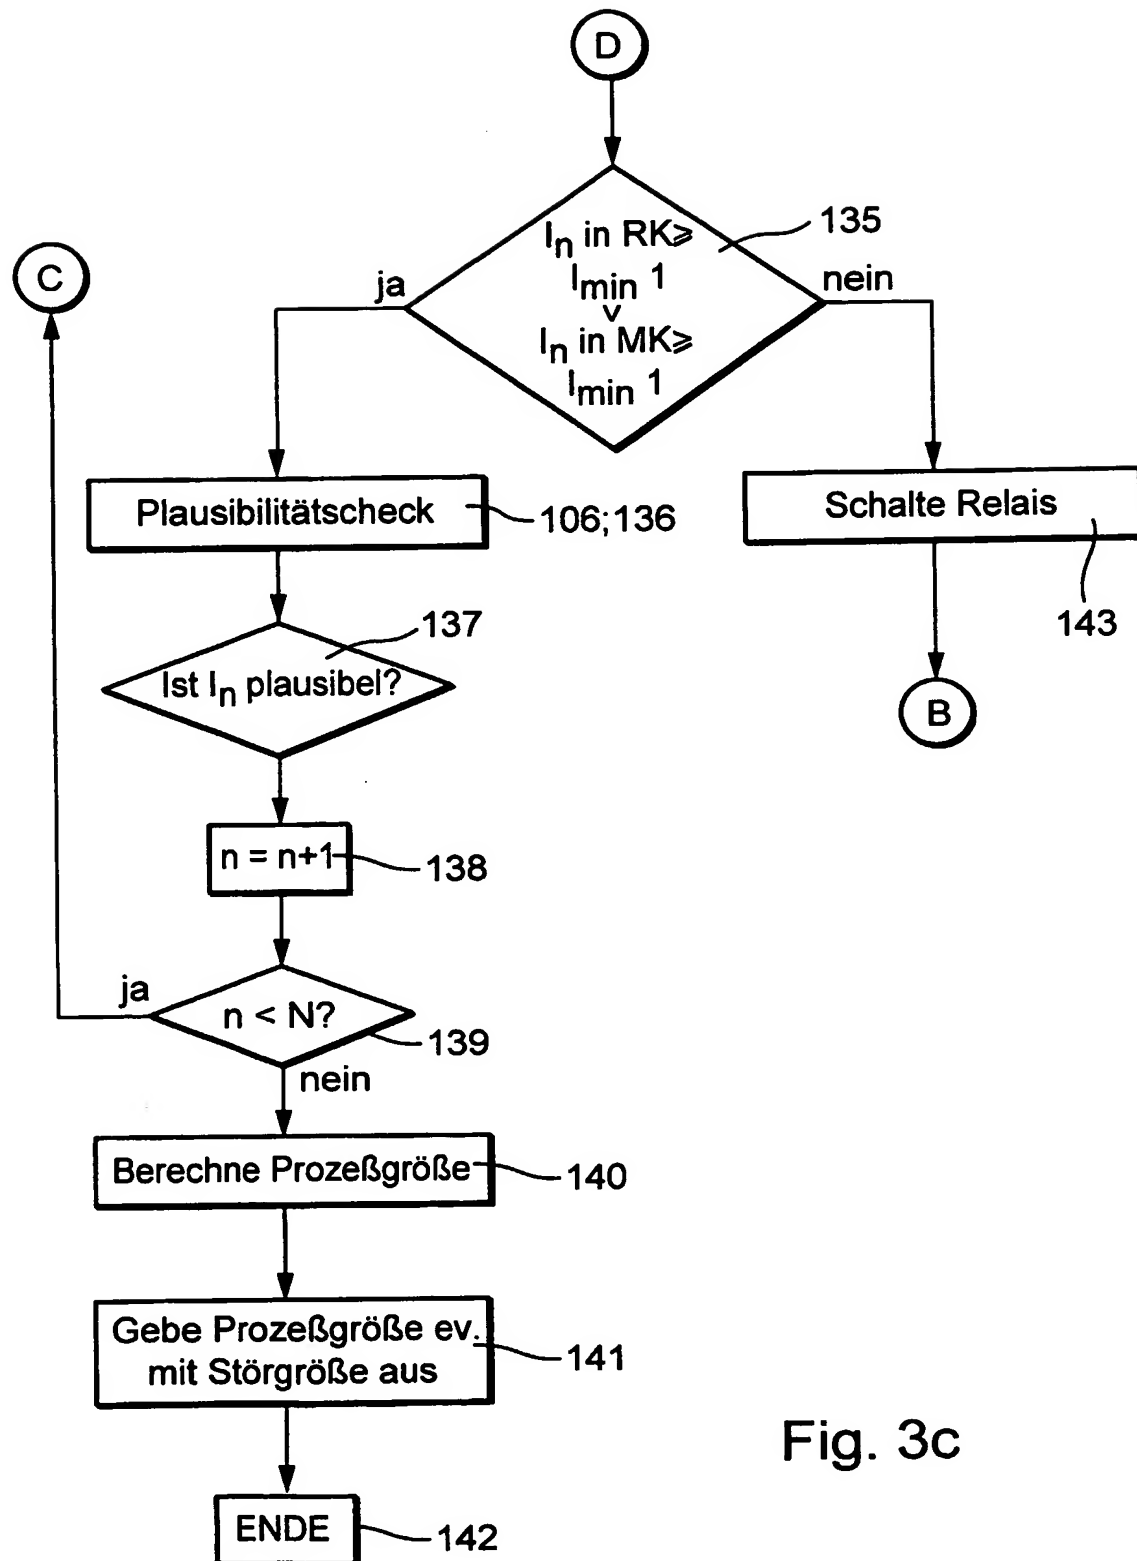 D
I_n in RK⩾
I_min 1
v
I_n in MK⩾
I_min 1
135
ja
nein
C
Plausibilitätscheck
106;136
Schalte Relais
143
B
137
Ist I_n plausibel?
n = n+1
138
ja
n < N?
139
nein
Berechne Prozeßgröße
140
Gebe Prozeßgröße ev.
mit Störgröße aus
141
ENDE
142
Fig. 3c